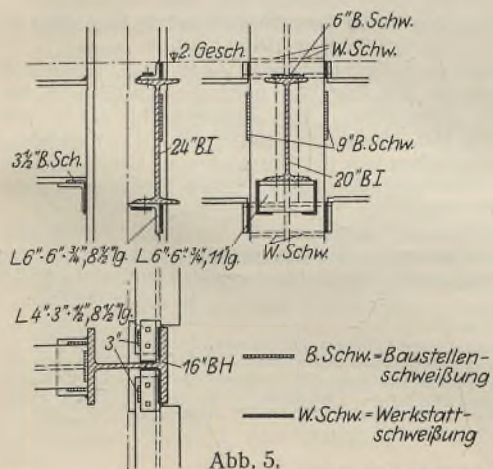 6" B. Schw.
2. Gesch.
W. Schw.
24" B I
3½" B. Sch.
9" B. Schw.
20" B I
L 6"·6"·¾", 8½" lg.
L 6"·6"·¾", 11" lg.
W. Schw.
L 4"·3"·½", 8½" lg.
3"
16" BH
B. Schw. = Baustellen-
schweißung
W. Schw. = Werkstatt-
schweißung
Abb. 5.